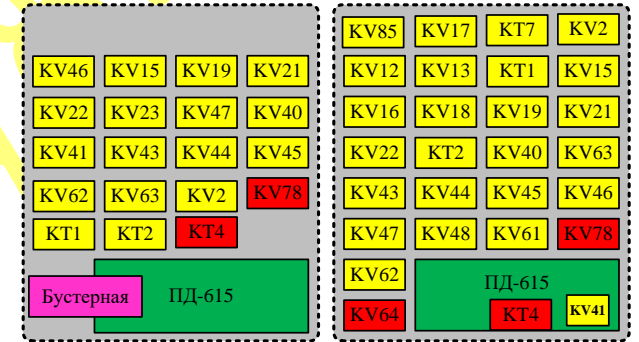 KV46 KV15 KV19 KV21
KV22 KV23 KV47 KV40
KV41 KV43 KV44 KV45
KV62 KV63 KV2 KV78
KT1 KT2 KT4
Бустерная ПД-615
KV85 KV17 KT7 KV2
KV12 KV13 KT1 KV15
KV16 KV18 KV19 KV21
KV22 KT2 KV40 KV63
KV43 KV44 KV45 KV46
KV47 KV48 KV61 KV78
KV62 ПД-615
KV64 KT4 KV41